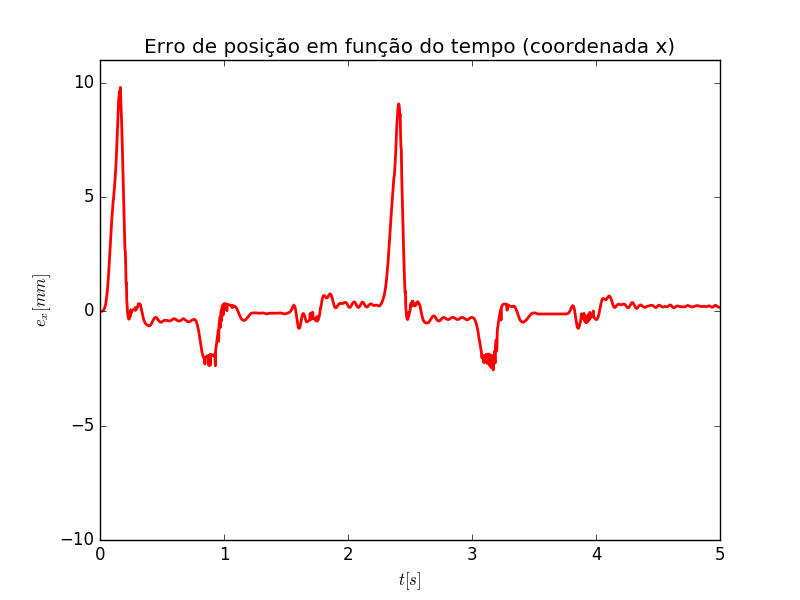 Erro de posição em função do tempo (coordenada x)
10
5
0
−5
−10
e_x[mm]
0 1 2 3 4 5
t[s]